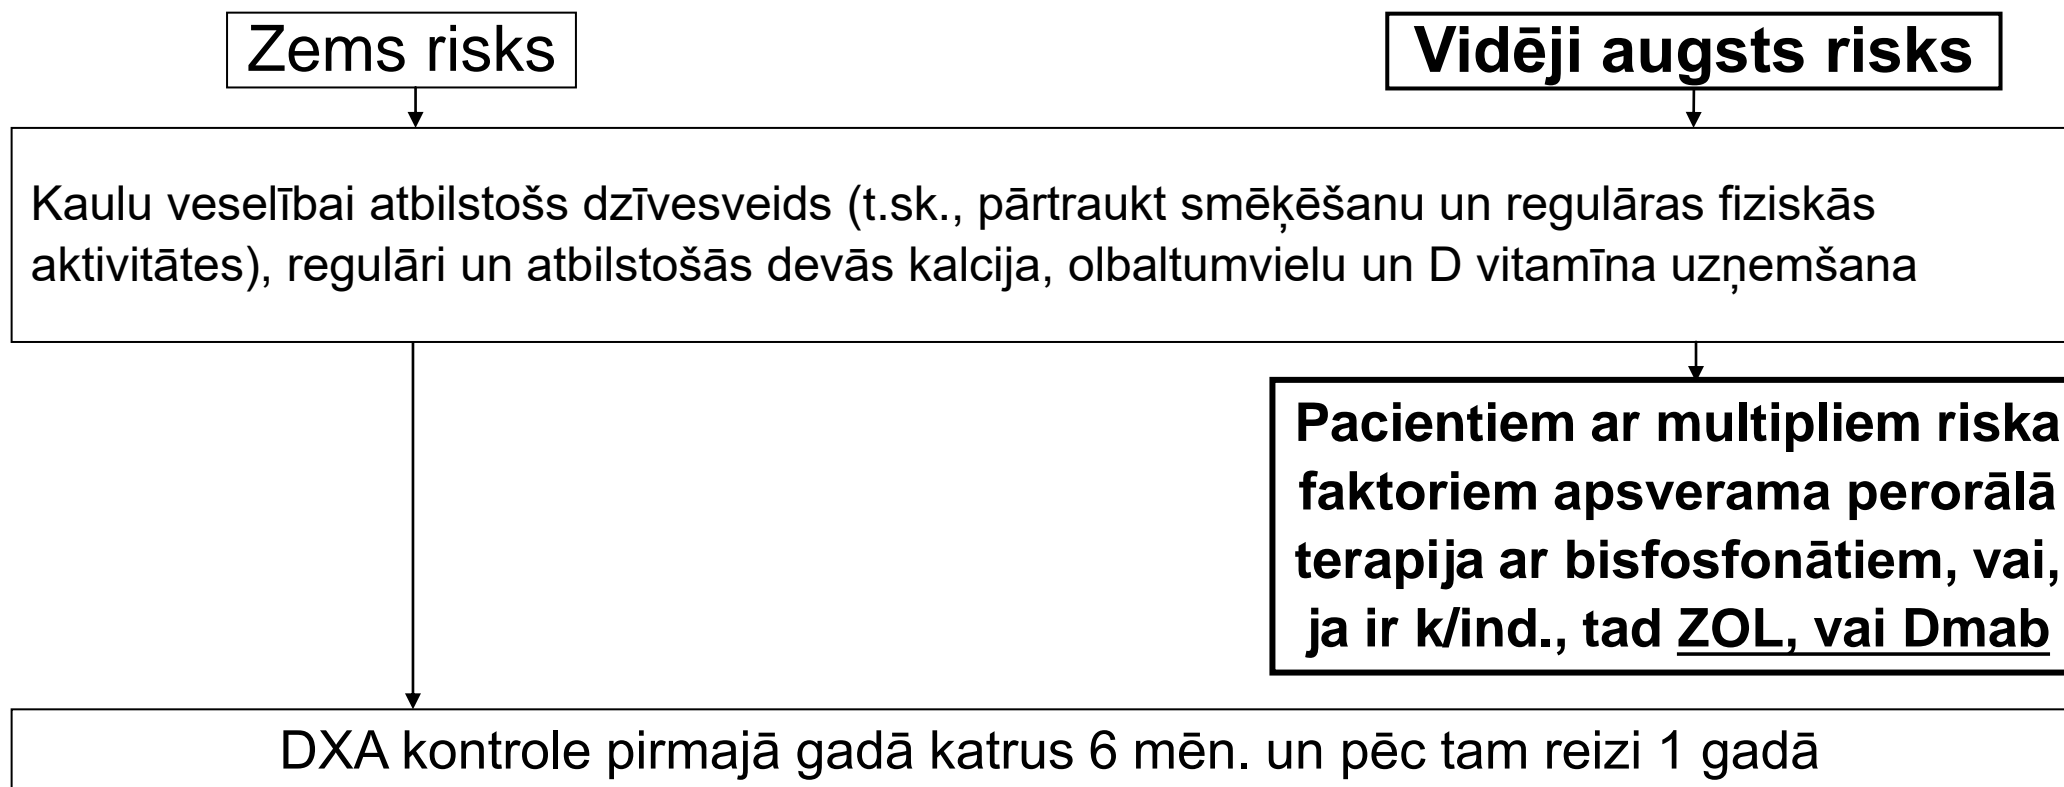 Zems risks
Vidēji augsts risks
Kaulu veselībai atbilstošs dzīvesveids (t.sk., pārtraukt smēķēšanu un regulāras fiziskās
aktivitātes), regulāri un atbilstošās devās kalcija, olbaltumvielu un D vitamīna uzņemšana
Pacientiem ar multipliem riska
faktoriem apsverama perorālā
terapija ar bisfosfonātiem, vai,
ja ir k/ind., tad ZOL, vai Dmab
DXA kontrole pirmajā gadā katrus 6 mēn. un pēc tam reizi 1 gadā